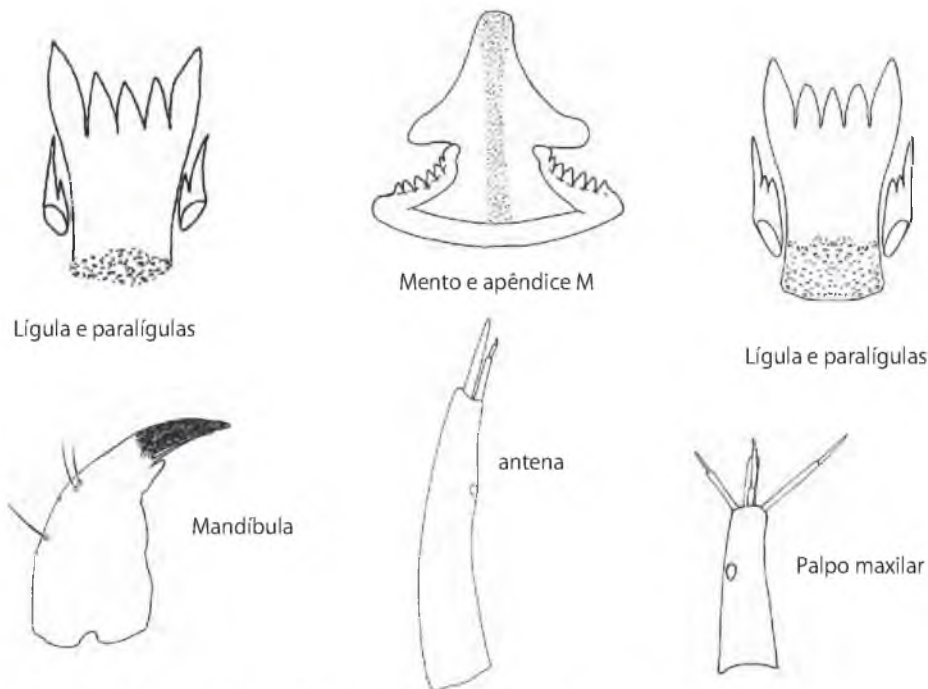 Mento e apêndice M
Lígula e paralígulas
Lígula e paralígulas
antena
Mandíbula
Palpo maxilar